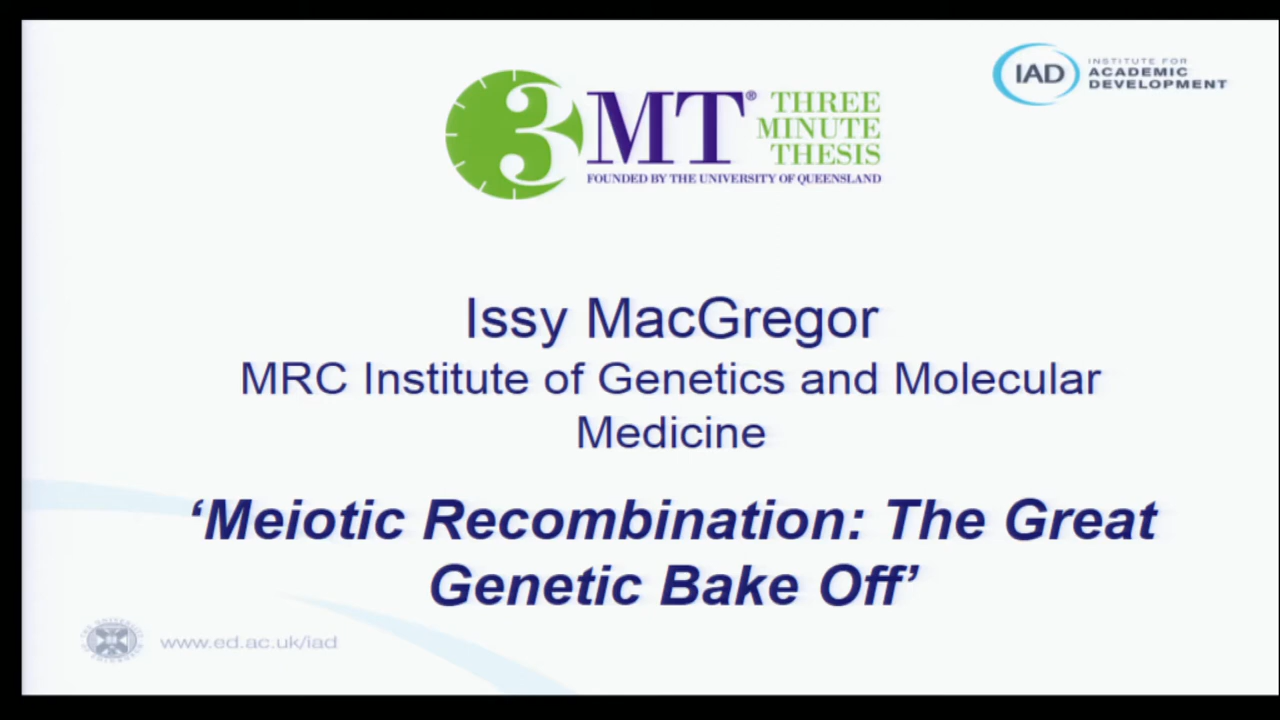 3MT® THREE
MINUTE
THESIS
FOUNDED BY THE UNIVERSITY OF QUEENSLAND
IAD
INSTITUTE FOR
ACADEMIC
DEVELOPMENT
Issy MacGregor
MRC Institute of Genetics and Molecular
Medicine
‘Meiotic Recombination: The Great
Genetic Bake Off’
www.ed.ac.uk/iad